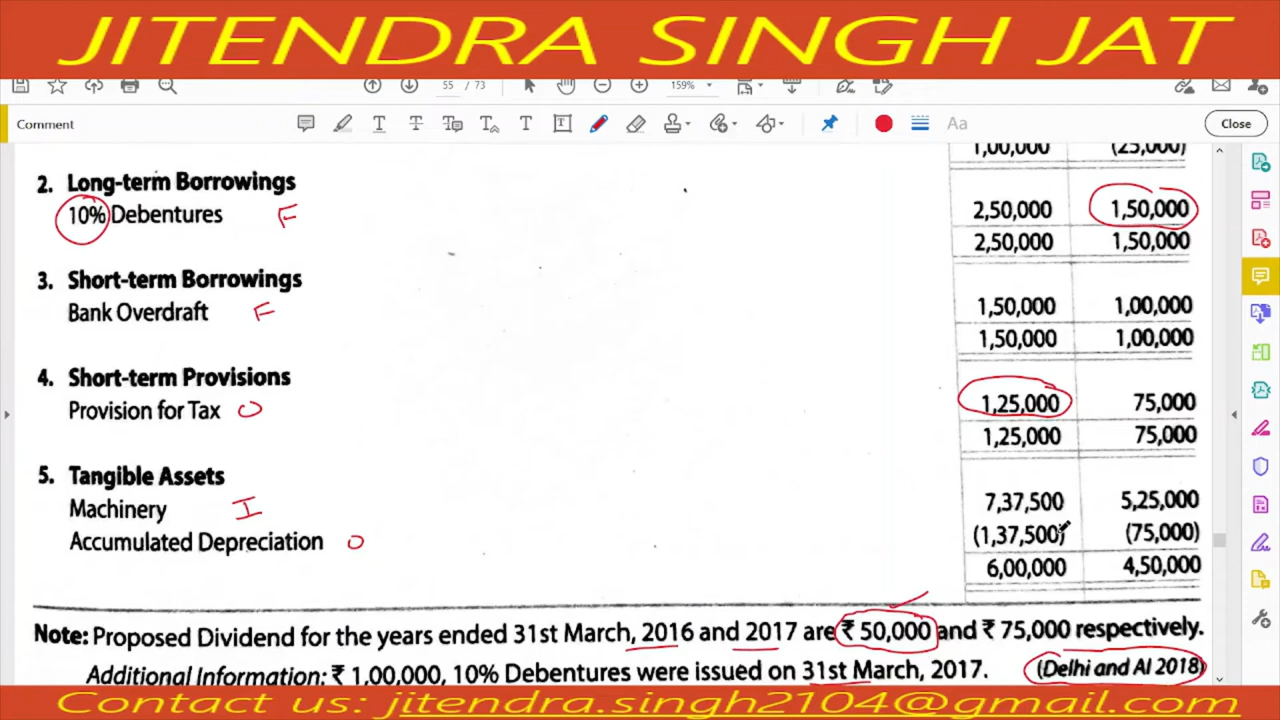 JITENDRA SINGH JAT
55 / 73
159%
Comment
Aa
Close
1,00,000 (25,000)
2. Long-term Borrowings
10% Debentures F 2,50,000 1,50,000
2,50,000 1,50,000
3. Short-term Borrowings
Bank Overdraft F 1,50,000 1,00,000
1,50,000 1,00,000
4. Short-term Provisions
Provision for Tax O 1,25,000 75,000
1,25,000 75,000
5. Tangible Assets
Machinery I 7,37,500 5,25,000
Accumulated Depreciation O (1,37,500) (75,000)
6,00,000 4,50,000
Note: Proposed Dividend for the years ended 31st March, 2016 and 2017 are ₹ 50,000 and ₹ 75,000 respectively.
Additional Information: ₹ 1,00,000, 10% Debentures were issued on 31st March, 2017. (Delhi and AI 2018)
Contact us: jitendra.singh2104@gmail.com